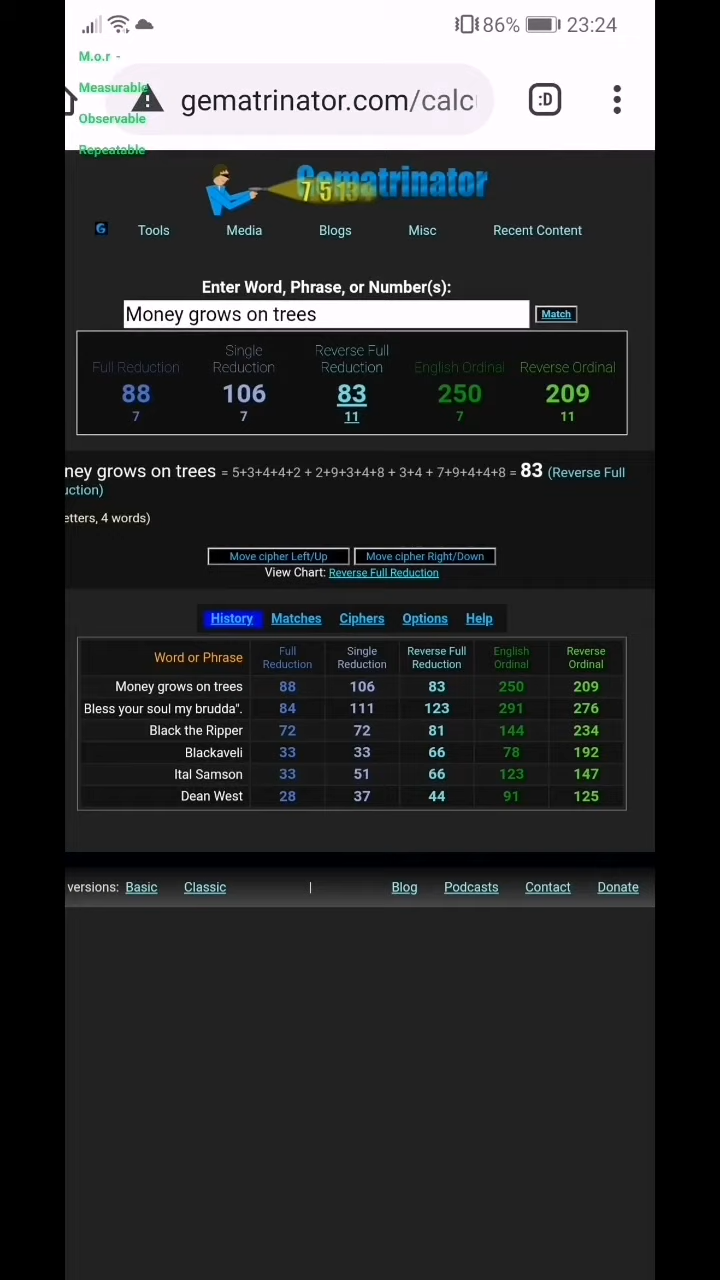 86% 23:24
M.o.r -
Measurable
Observable
Repeatable
gematrinator.com/calc
:D
Gematrinator
Tools Media Blogs Misc Recent Content
Enter Word, Phrase, or Number(s):
Money grows on trees Match
Full Reduction Single Reduction Reverse Full Reduction English Ordinal Reverse Ordinal
88 106 83 250 209
7 7 11 7 11
ney grows on trees = 5+3+4+4+2 + 2+9+3+4+8 + 3+4 + 7+9+4+4+8 = 83 (Reverse Full
uction)
etters, 4 words)
Move cipher Left/Up Move cipher Right/Down
View Chart: Reverse Full Reduction
History Matches Ciphers Options Help
Word or Phrase Full Reduction Single Reduction Reverse Full Reduction English Ordinal Reverse Ordinal
Money grows on trees 88 106 83 250 209
Bless your soul my brudda". 84 111 123 291 276
Black the Ripper 72 72 81 144 234
Blackaveli 33 33 66 78 192
Ital Samson 33 51 66 123 147
Dean West 28 37 44 91 125
versions: Basic Classic | Blog Podcasts Contact Donate